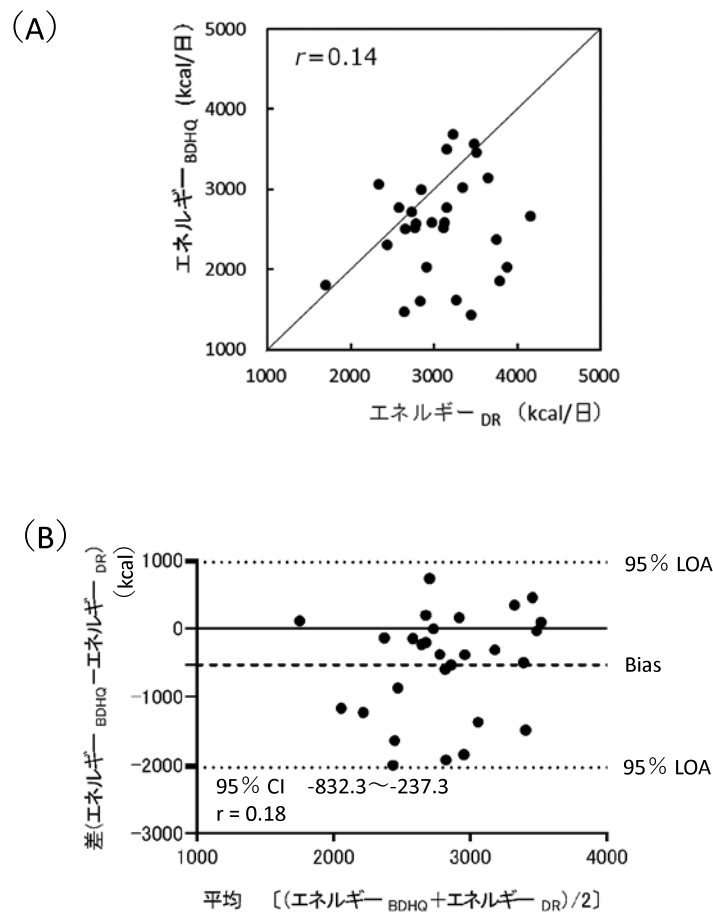 (A)
r=0.14
5000
4000
3000
2000
1000
エネルギーBDHQ (kcal/日)
1000 2000 3000 4000 5000
エネルギーDR (kcal/日)
(B)
差(エネルギーBDHQ－エネルギーDR)
(kcal)
1000
0
-1000
-2000
-3000
95% LOA
Bias
95% LOA
95% CI -832.3～-237.3
r = 0.18
1000 2000 3000 4000
平均 [(エネルギーBDHQ＋エネルギーDR)/2]